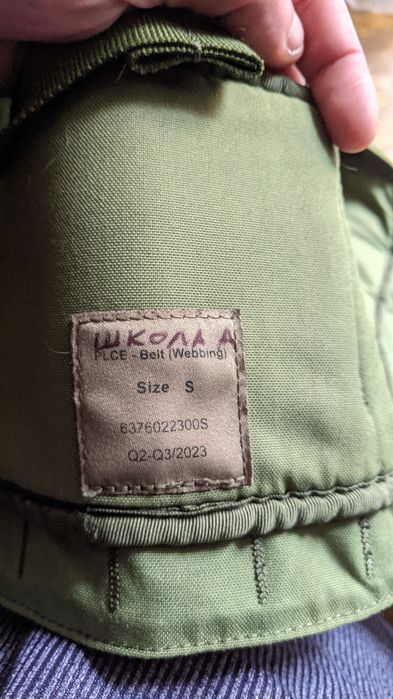 ШКОЛА А
PLCE - Belt (Webbing)
Size S
6376022300S
Q2-Q3/2023